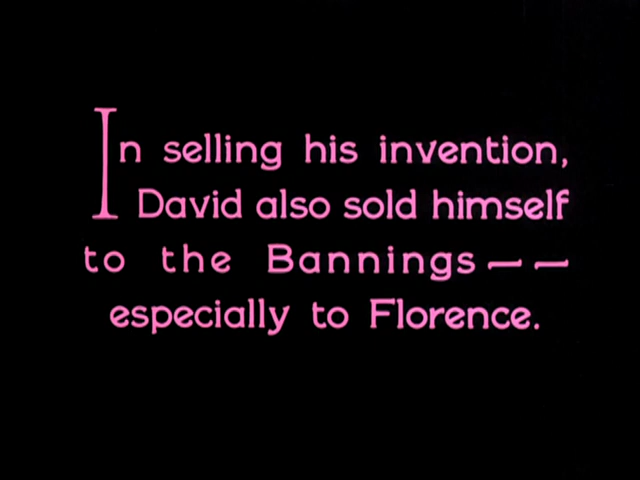 In selling his invention,
David also sold himself
to the Bannings — —
especially to Florence.